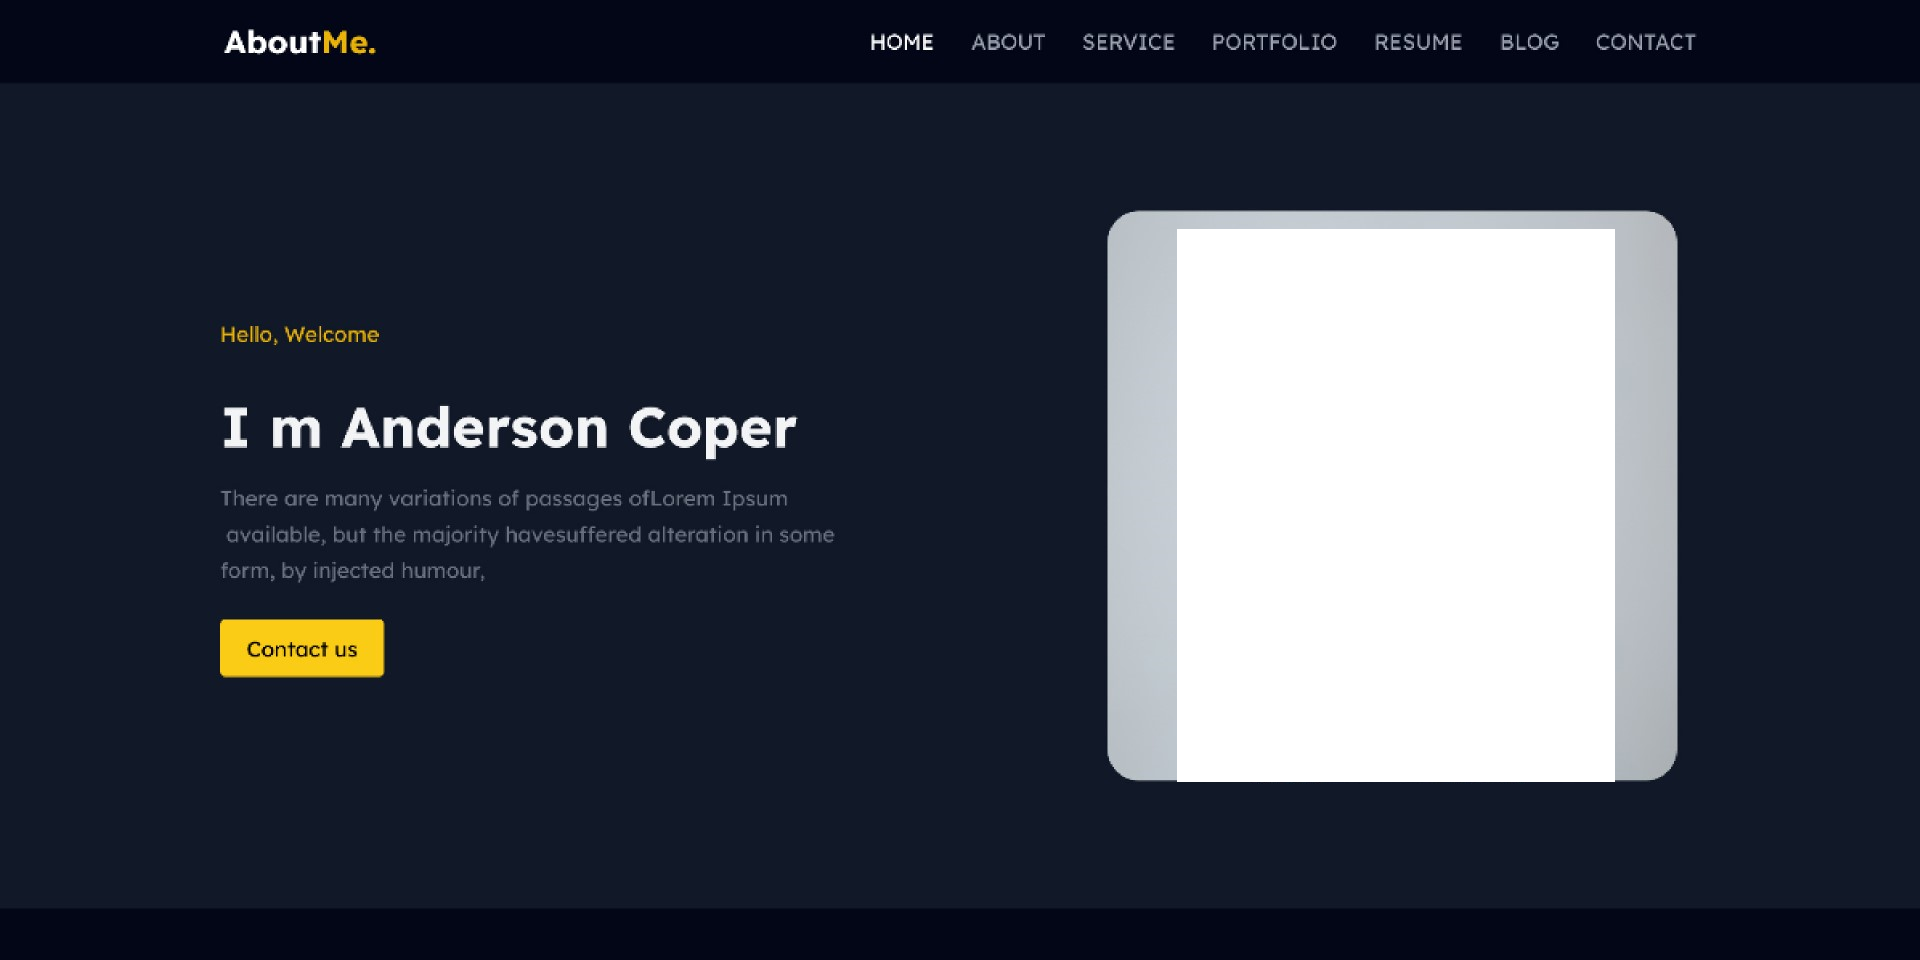 AboutMe.
HOME ABOUT SERVICE PORTFOLIO RESUME BLOG CONTACT
Hello, Welcome
I m Anderson Coper
There are many variations of passages ofLorem Ipsum
available, but the majority havesuffered alteration in some
form, by injected humour,
Contact us